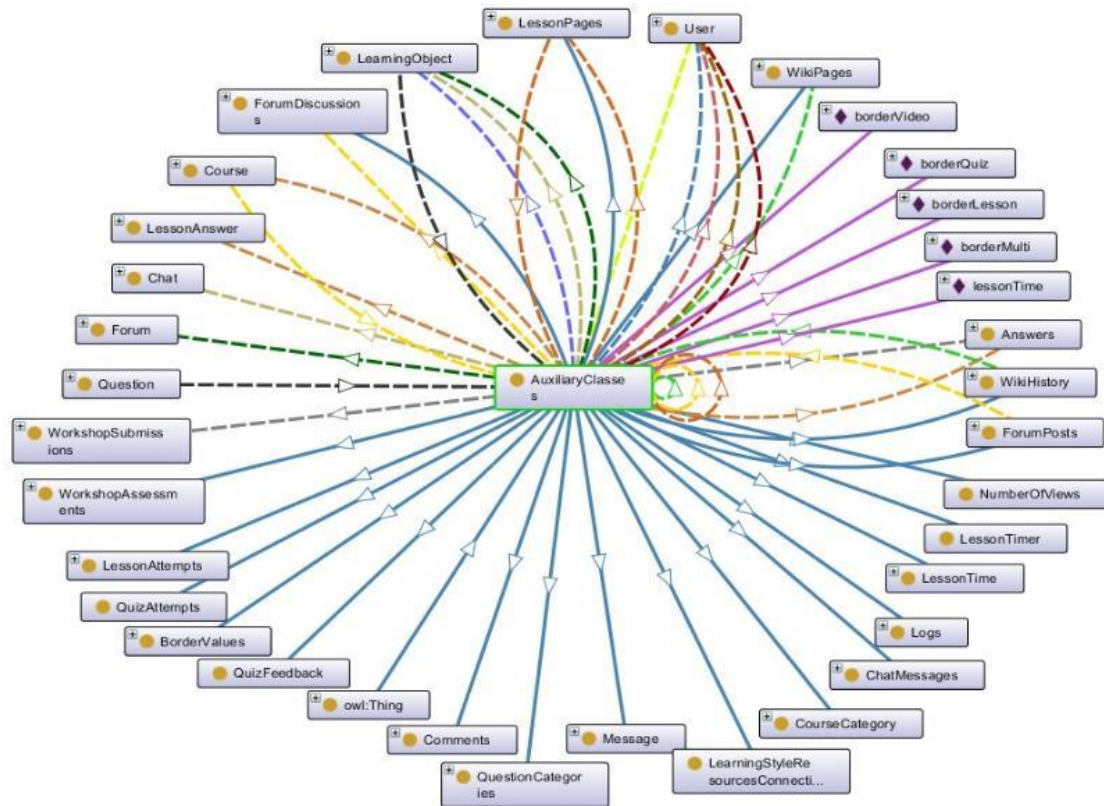 LessonPages
User
LearningObject
WikiPages
ForumDiscussion
s
borderVideo
Course
borderQuiz
borderLesson
LessonAnswer
borderMulti
Chat
lessonTime
Forum
Answers
AuxiliaryClasse
s
Question
WikiHistory
WorkshopSubmiss
ions
ForumPosts
WorkshopAssessm
ents
NumberOfViews
LessonTimer
LessonAttempts
LessonTime
QuizAttempts
BorderValues
Logs
QuizFeedback
ChatMessages
owl:Thing
CourseCategory
Comments
Message
LearningStyleRe
sourcesConnecti...
QuestionCategor
ies